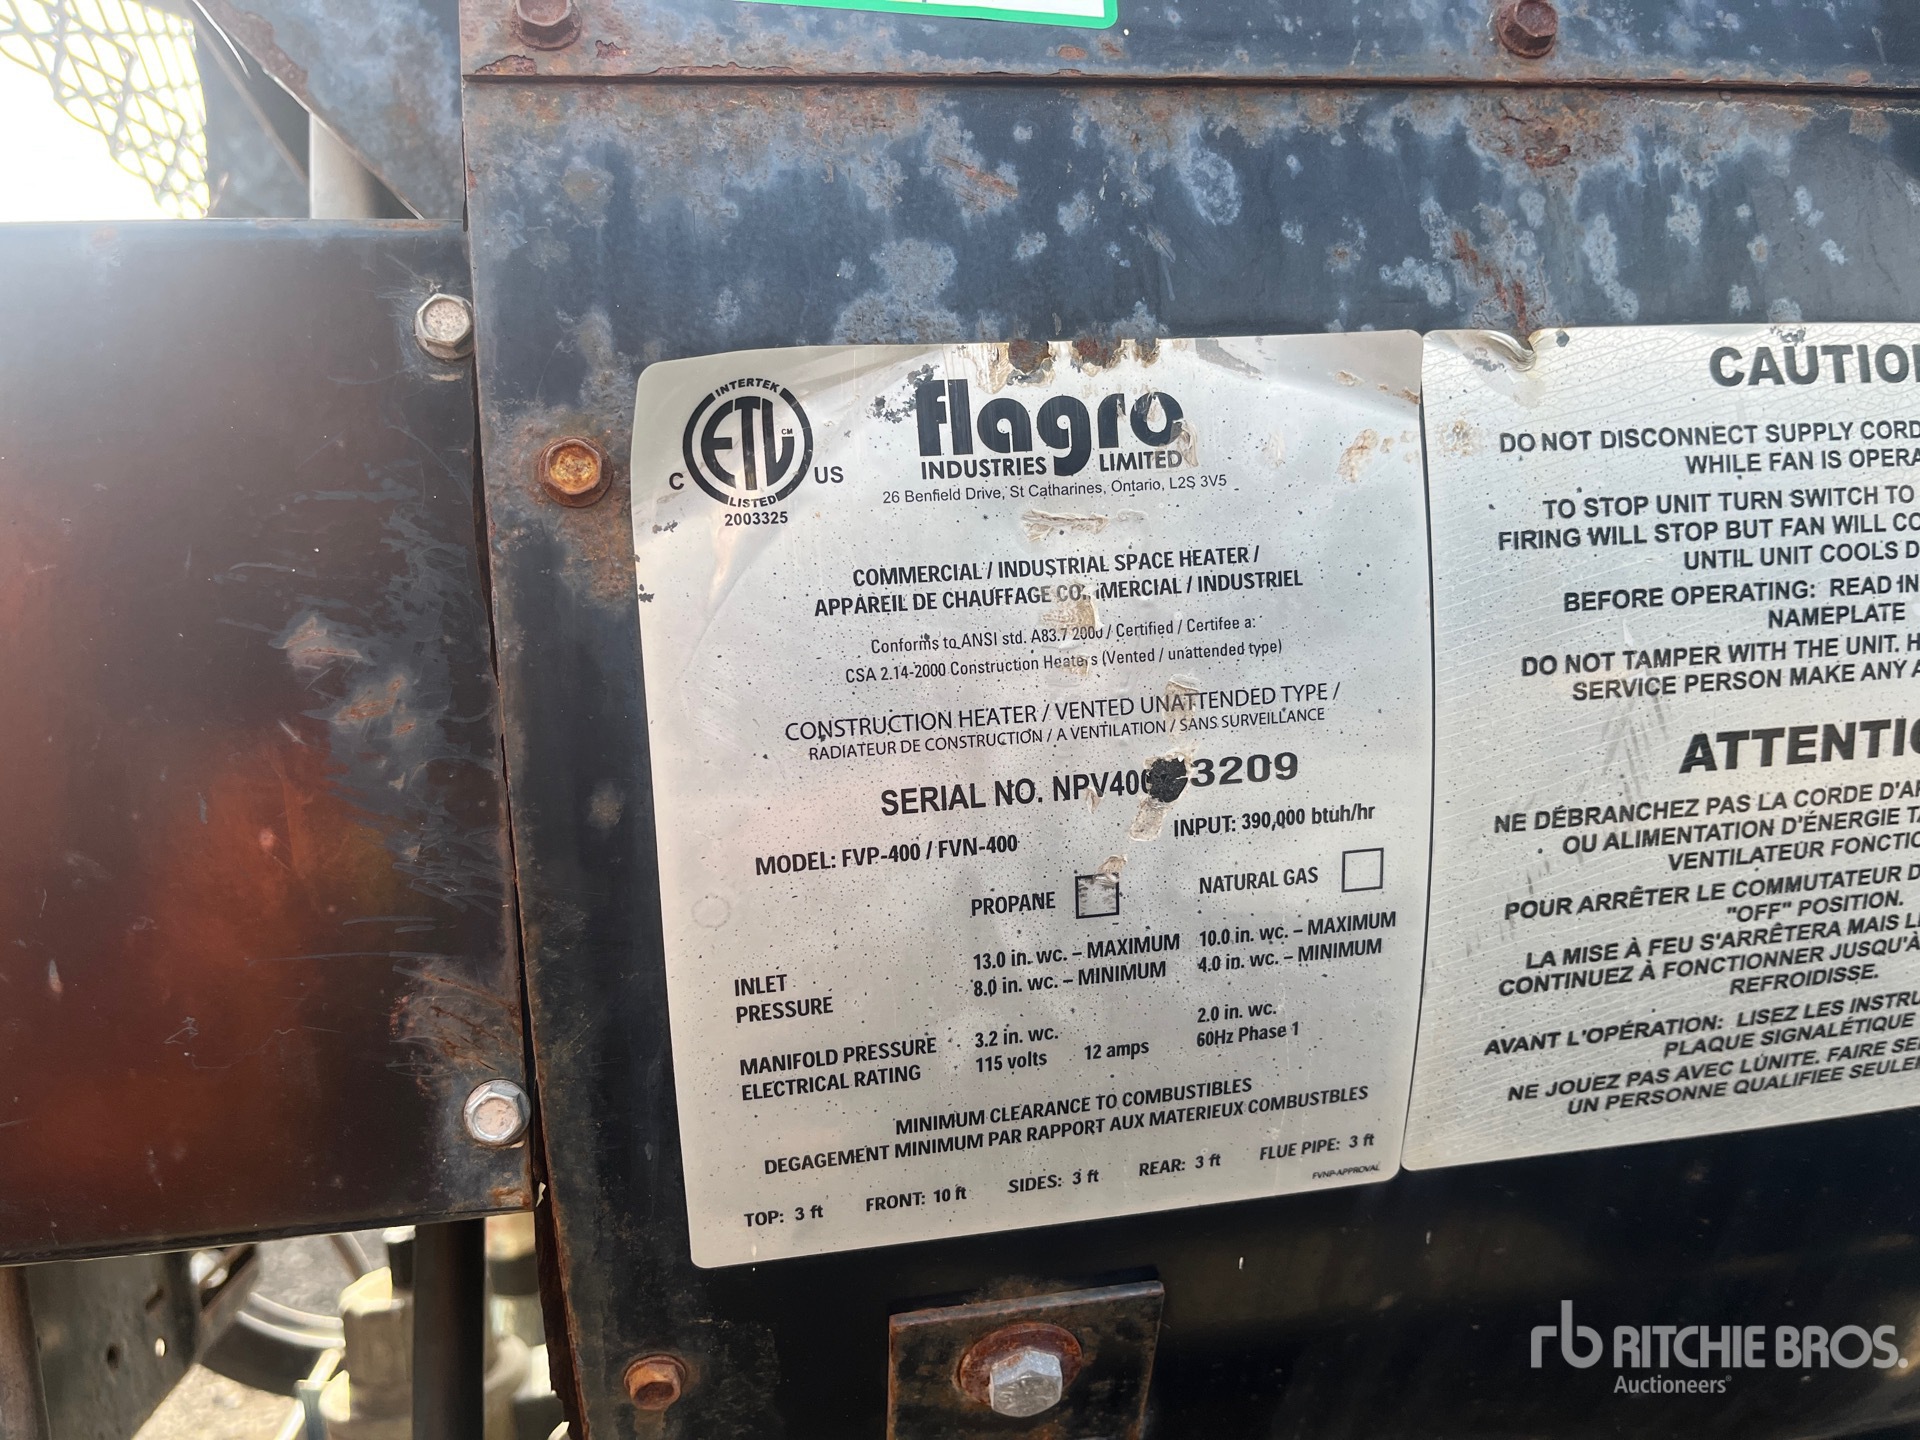 INTERTEK
ETL CM
C US
LISTED
2003325
flagro
INDUSTRIES LIMITED
26 Benfield Drive, St Catharines, Ontario, L2S 3V5
COMMERCIAL / INDUSTRIAL SPACE HEATER /
APPAREIL DE CHAUFFAGE COMMERCIAL / INDUSTRIEL
Conforms to ANSI std. A83.7 2000 / Certified / Certifee a:
CSA 2.14-2000 Construction Heaters (Vented / unattended type)
CONSTRUCTION HEATER / VENTED UNATTENDED TYPE /
RADIATEUR DE CONSTRUCTION / A VENTILATION / SANS SURVEILLANCE
SERIAL NO. NPV400 3209
MODEL: FVP-400 / FVN-400 INPUT: 390,000 btuh/hr
PROPANE NATURAL GAS
INLET PRESSURE
13.0 in. wc. – MAXIMUM 10.0 in. wc. – MAXIMUM
8.0 in. wc. – MINIMUM 4.0 in. wc. – MINIMUM
MANIFOLD PRESSURE 3.2 in. wc. 2.0 in. wc.
ELECTRICAL RATING 115 volts 12 amps 60Hz Phase 1
MINIMUM CLEARANCE TO COMBUSTIBLES
DEGAGEMENT MINIMUM PAR RAPPORT AUX MATERIEUX COMBUSTBLES
TOP: 3 ft FRONT: 10 ft SIDES: 3 ft REAR: 3 ft FLUE PIPE: 3 ft
FVNP-APPROVAL
CAUTION
DO NOT DISCONNECT SUPPLY CORD
WHILE FAN IS OPERA
TO STOP UNIT TURN SWITCH TO
FIRING WILL STOP BUT FAN WILL CO
UNTIL UNIT COOLS D
BEFORE OPERATING: READ IN
NAMEPLATE
DO NOT TAMPER WITH THE UNIT. H
SERVICE PERSON MAKE ANY A
ATTENTIO
NE DÉBRANCHEZ PAS LA CORDE D'A
OU ALIMENTATION D'ÉNERGIE TA
VENTILATEUR FONCTIO
POUR ARRÊTER LE COMMUTATEUR D
"OFF" POSITION.
LA MISE À FEU S'ARRÊTERA MAIS L
CONTINUEZ À FONCTIONNER JUSQU'À
REFROIDISSE.
AVANT L'OPÉRATION: LISEZ LES INSTRU
PLAQUE SIGNALÉTIQUE
NE JOUEZ PAS AVEC LÙNITE. FAIRE SE
UN PERSONNE QUALIFIEE SEULE
rb RITCHIE BROS.
Auctioneers